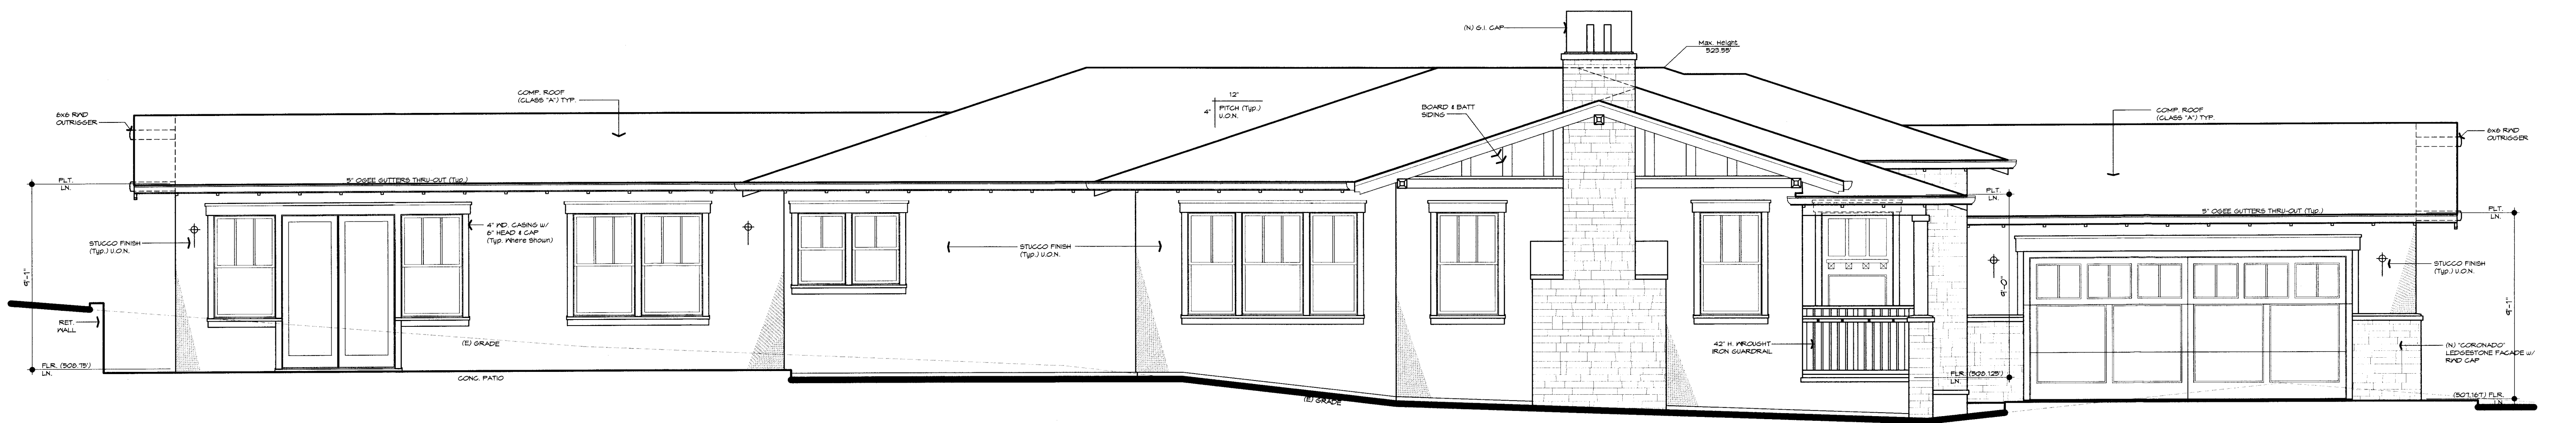 (N) G.I. CAP
Max. Height
523.55'
COMP. ROOF
(CLASS "A") TYP.
12"
4"
PITCH (Typ.)
U.O.N.
BOARD & BATT
SIDING
COMP. ROOF
(CLASS "A") TYP.
6x6 RWD
OUTRIGGER
6x6 RWD
OUTRIGGER
PLT.
LN.
5" OGEE GUTTERS THRU-OUT (Typ.)
PLT.
LN.
5" OGEE GUTTERS THRU-OUT (Typ.)
PLT.
LN.
4" WD. CASING w/
6" HEAD & CAP
(Typ. Where Shown)
STUCCO FINISH
(Typ.) U.O.N.
STUCCO FINISH
(Typ.) U.O.N.
STUCCO FINISH
(Typ.) U.O.N.
9'-1"
9'-0"
9'-1"
RET.
WALL
(E) GRADE
42" H. WROUGHT
IRON GUARDRAIL
(N) "CORONADO"
LEDGESTONE FACADE w/
RWD CAP
FLR. (508.75')
LN.
CONC. PATIO
FLR. (508.125')
LN.
(E) GRADE
(507.167') FLR.
LN.